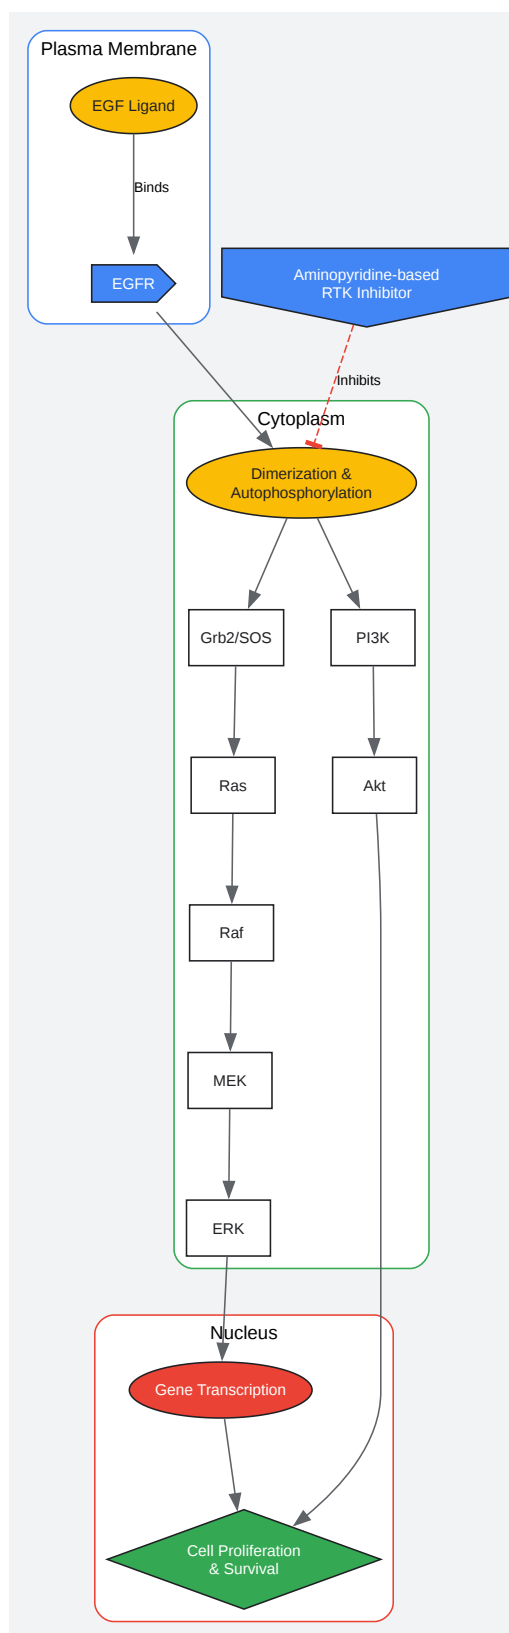 Plasma Membrane
EGF Ligand
Binds
EGFR
Aminopyridine-based
RTK Inhibitor
Inhibits
Cytoplasm
Dimerization &
Autophosphorylation
Grb2/SOS
PI3K
Ras
Akt
Raf
MEK
ERK
Nucleus
Gene Transcription
Cell Proliferation
& Survival